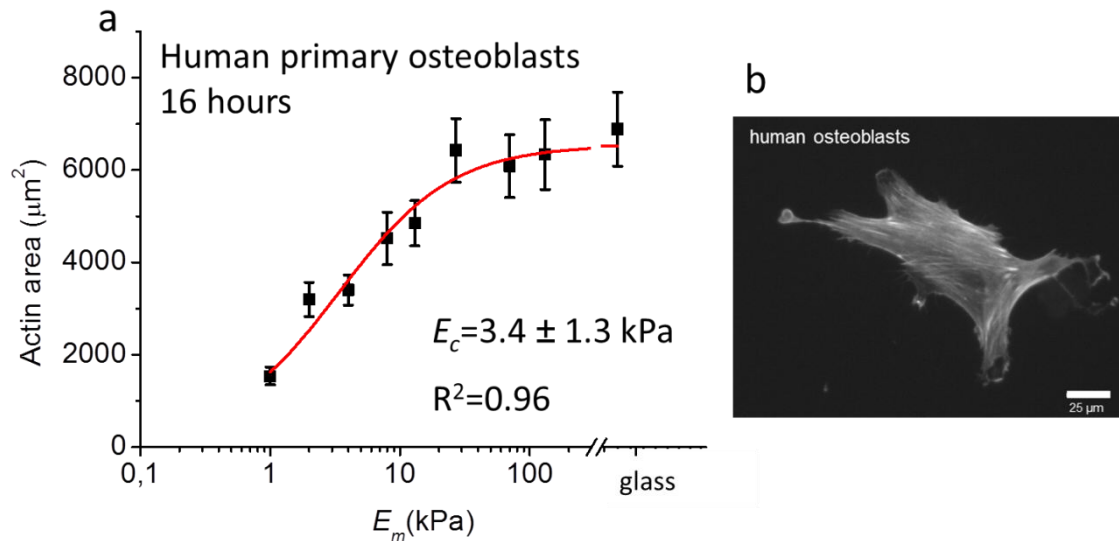 a
Human primary osteoblasts
16 hours
8000
6000
4000
2000
0
Actin area (μm²)
E_c=3.4 ± 1.3 kPa
R²=0.96
0,1
1
10
100
glass
E_m(kPa)
b
human osteoblasts
25 μm